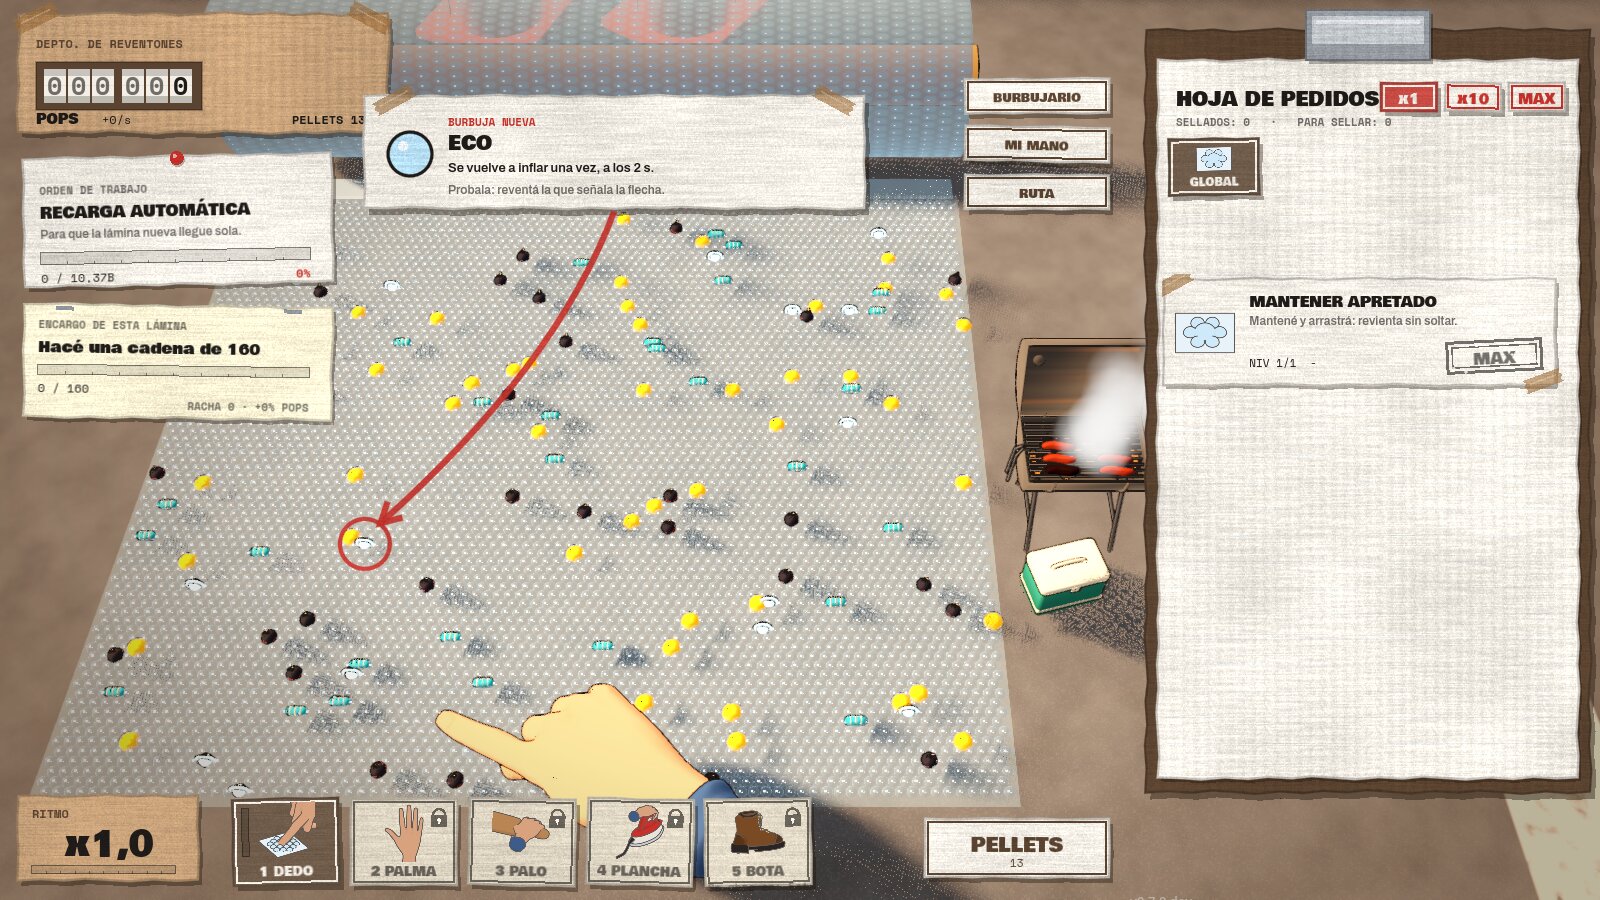 DEPTO. DE REVENTONES
000 000
POPS +0/s PELLETS 13
ORDEN DE TRABAJO
RECARGA AUTOMÁTICA
Para que la lámina nueva llegue sola.
0 / 10.37B 0%
ENCARGO DE ESTA LÁMINA
Hacé una cadena de 160
0 / 160
RACHA 0 - +0% POPS
BURBUJA NUEVA
ECO
Se vuelve a inflar una vez, a los 2 s.
Probala: reventá la que señala la flecha.
BURBUJARIO
MI MANO
RUTA
HOJA DE PEDIDOS x1 x10 MAX
SELLADOS: 0 · PARA SELLAR: 0
GLOBAL
MANTENER APRETADO
Mantené y arrastrá: revienta sin soltar.
NIV 1/1 -
MAX
RITMO
x1,0
1 DEDO
2 PALMA
3 PALO
4 PLANCHA
5 BOTA
PELLETS
13